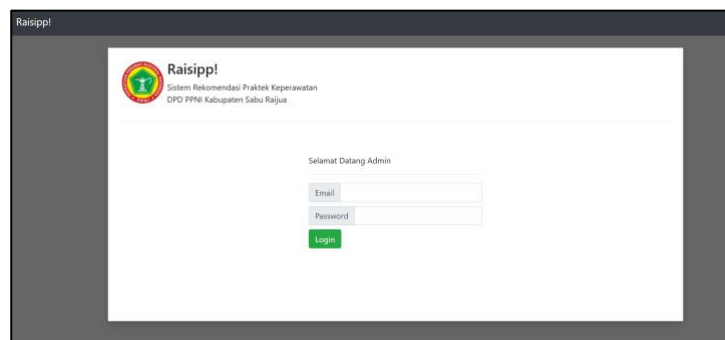 Raisipp!
Raisipp!
Sistem Rekomendasi Praktek Keperawatan
DPD PPNI Kabupaten Sabu Raijua
Selamat Datang Admin
Email
Password
Login